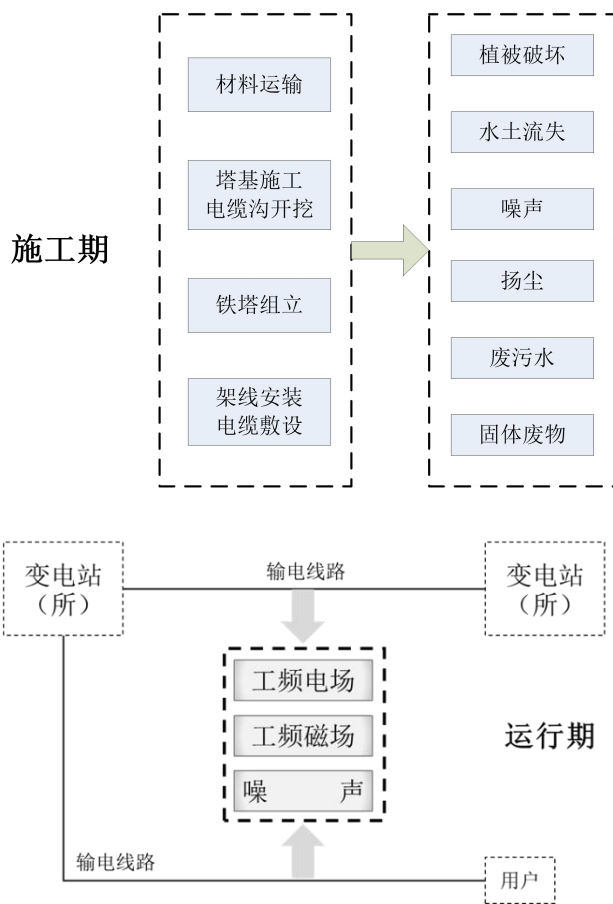 施工期
材料运输
塔基施工
电缆沟开挖
铁塔组立
架线安装
电缆敷设
植被破坏
水土流失
噪声
扬尘
废污水
固体废物
变电站
（所）
输电线路
变电站
（所）
工频电场
工频磁场
噪 声
运行期
输电线路
用户